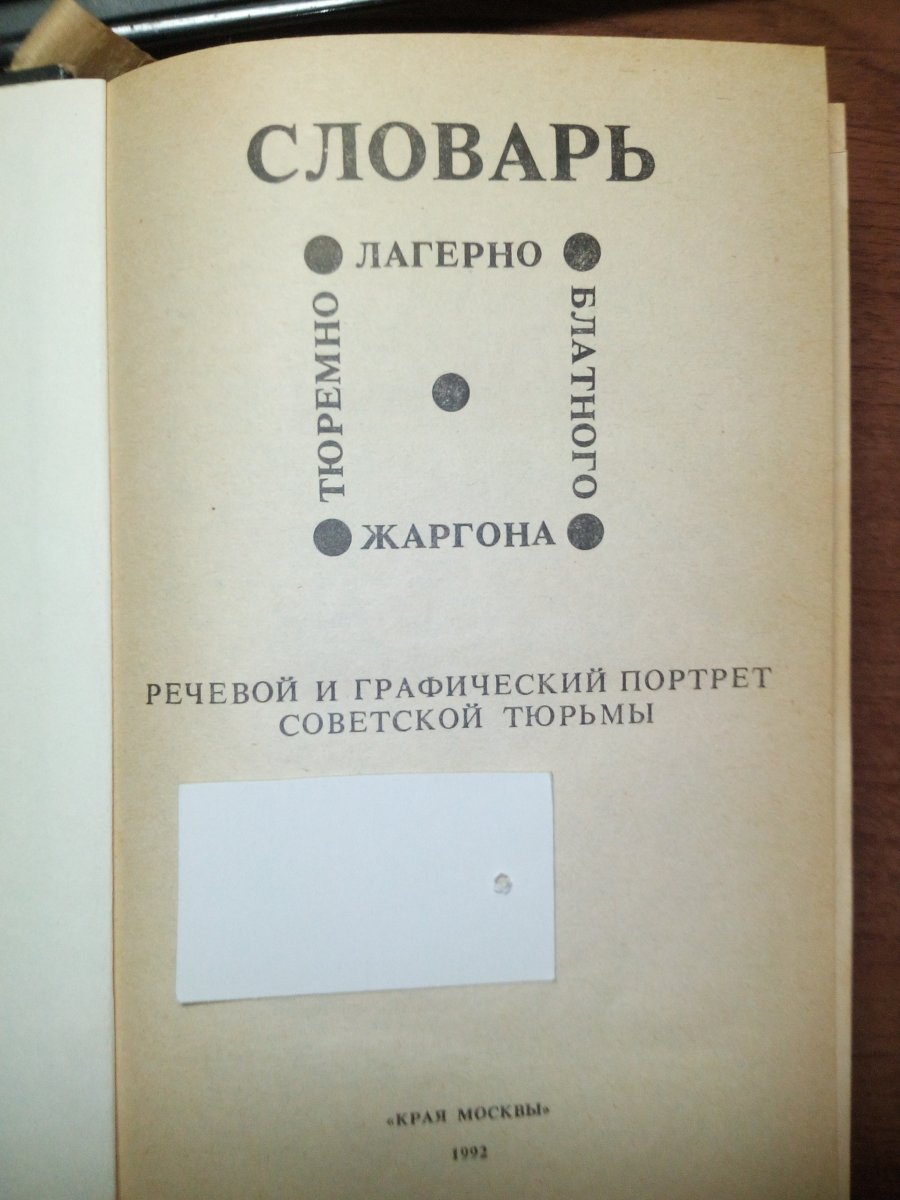 СЛОВАРЬ
ТЮРЕМНО
ЛАГЕРНО
БЛАТНОГО
ЖАРГОНА
РЕЧЕВОЙ И ГРАФИЧЕСКИЙ ПОРТРЕТ
СОВЕТСКОЙ ТЮРЬМЫ
«КРАЯ МОСКВЫ»
1992